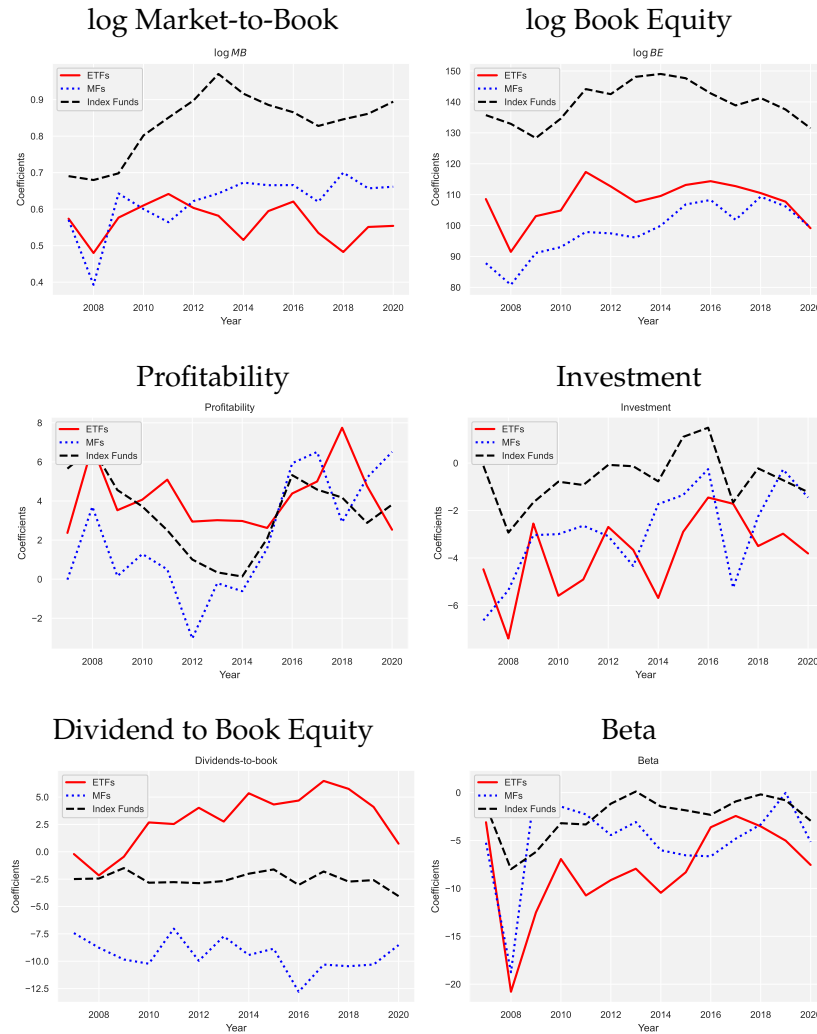 log Market-to-Book
log MB
ETFs
MFs
Index Funds
0.9
0.8
0.7
0.6
0.5
0.4
Coefficients
2008 2010 2012 2014 2016 2018 2020
Year
log Book Equity
log BE
ETFs
MFs
Index Funds
150
140
130
120
110
100
90
80
Coefficients
2008 2010 2012 2014 2016 2018 2020
Year
Profitability
Profitability
ETFs
MFs
Index Funds
8
6
4
2
0
−2
Coefficients
2008 2010 2012 2014 2016 2018 2020
Year
Investment
Investment
ETFs
MFs
Index Funds
0
−2
−4
−6
Coefficients
2008 2010 2012 2014 2016 2018 2020
Year
Dividend to Book Equity
Dividends-to-book
ETFs
MFs
Index Funds
5.0
2.5
0.0
−2.5
−5.0
−7.5
−10.0
−12.5
Coefficients
2008 2010 2012 2014 2016 2018 2020
Year
Beta
Beta
ETFs
MFs
Index Funds
0
−5
−10
−15
−20
Coefficients
2008 2010 2012 2014 2016 2018 2020
Year